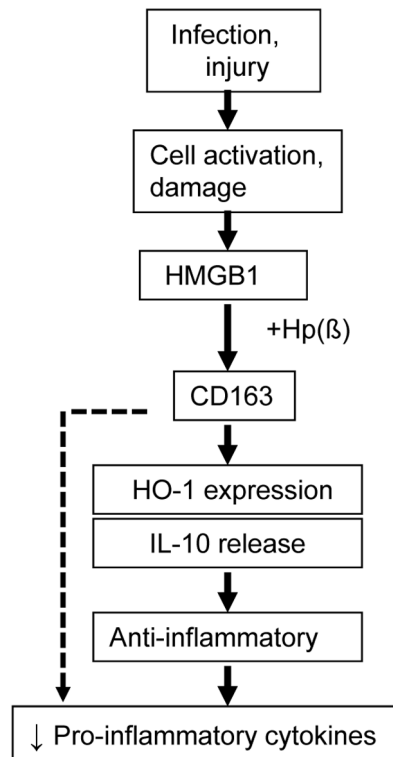 Infection,
injury
Cell activation,
damage
HMGB1
+Hp(ß)
CD163
HO-1 expression
IL-10 release
Anti-inflammatory
↓ Pro-inflammatory cytokines